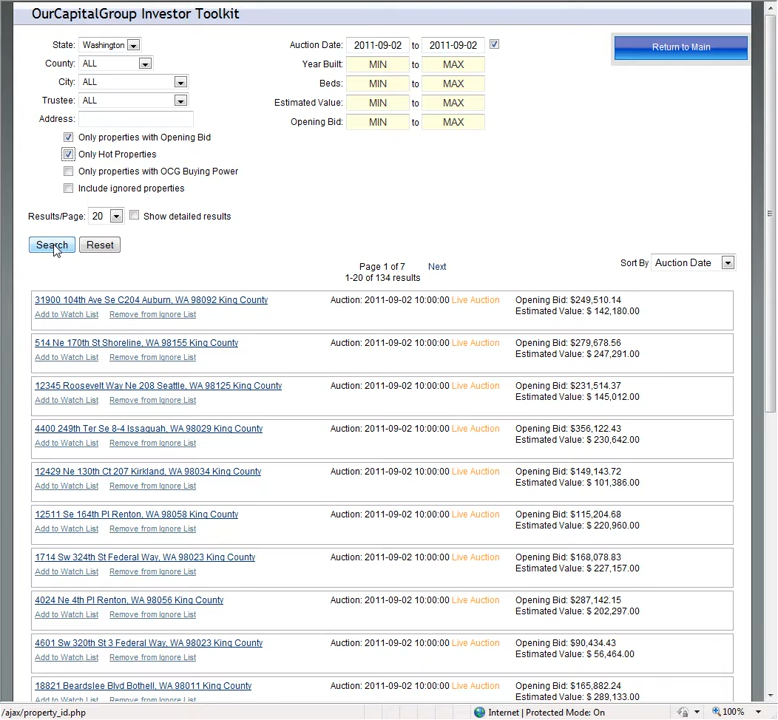 OurCapitalGroup Investor Toolkit
State: Washington
County: ALL
City: ALL
Trustee: ALL
Address:
Auction Date: 2011-09-02 to 2011-09-02
Year Built: MIN to MAX
Beds: MIN to MAX
Estimated Value: MIN to MAX
Opening Bid: MIN to MAX
Return to Main
Only properties with Opening Bid
Only Hot Properties
Only properties with OCG Buying Power
Include ignored properties
Results/Page: 20 Show detailed results
Search Reset
Page 1 of 7 Next
1-20 of 134 results
Sort By Auction Date
31900 104th Ave Se C204 Auburn, WA 98092 King County Auction: 2011-09-02 10:00:00 Live Auction Opening Bid: $249,510.14
Add to Watch List Remove from Ignore List Estimated Value: $ 142,180.00
514 Ne 170th St Shoreline, WA 98155 King County Auction: 2011-09-02 10:00:00 Live Auction Opening Bid: $279,678.56
Add to Watch List Remove from Ignore List Estimated Value: $ 247,291.00
12345 Roosevelt Way Ne 208 Seattle, WA 98125 King County Auction: 2011-09-02 10:00:00 Live Auction Opening Bid: $231,514.37
Add to Watch List Remove from Ignore List Estimated Value: $ 145,012.00
4400 249th Ter Se 8-4 Issaquah, WA 98029 King County Auction: 2011-09-02 10:00:00 Live Auction Opening Bid: $356,122.43
Add to Watch List Remove from Ignore List Estimated Value: $ 230,642.00
12429 Ne 130th Ct 207 Kirkland, WA 98034 King County Auction: 2011-09-02 10:00:00 Live Auction Opening Bid: $149,143.72
Add to Watch List Remove from Ignore List Estimated Value: $ 101,386.00
12511 Se 164th Pl Renton, WA 98058 King County Auction: 2011-09-02 10:00:00 Live Auction Opening Bid: $115,204.68
Add to Watch List Remove from Ignore List Estimated Value: $ 220,960.00
1714 Sw 324th St Federal Way, WA 98023 King County Auction: 2011-09-02 10:00:00 Live Auction Opening Bid: $168,078.83
Add to Watch List Remove from Ignore List Estimated Value: $ 227,157.00
4024 Ne 4th Pl Renton, WA 98056 King County Auction: 2011-09-02 10:00:00 Live Auction Opening Bid: $287,142.15
Add to Watch List Remove from Ignore List Estimated Value: $ 202,297.00
4601 Sw 320th St 3 Federal Way, WA 98023 King County Auction: 2011-09-02 10:00:00 Live Auction Opening Bid: $90,434.43
Add to Watch List Remove from Ignore List Estimated Value: $ 56,464.00
18821 Beardslee Blvd Bothell, WA 98011 King County Auction: 2011-09-02 10:00:00 Live Auction Opening Bid: $165,882.24
Add to Watch List Remove from Ignore List Estimated Value: $ 289,133.00
/ajax/property_id.php Internet | Protected Mode: On 100%